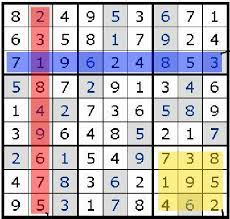 8 2 4 9 5 3 6 7 1
6 3 5 8 1 7 9 2 4
7 1 9 6 2 4 8 5 3
5 8 7 2 9 1 3 4 6
1 4 2 7 3 6 5 8 9
3 9 6 4 8 5 2 1 7
2 6 1 5 4 9 7 3 8
4 7 8 3 6 2 1 9 5
9 5 3 1 7 8 4 6 2